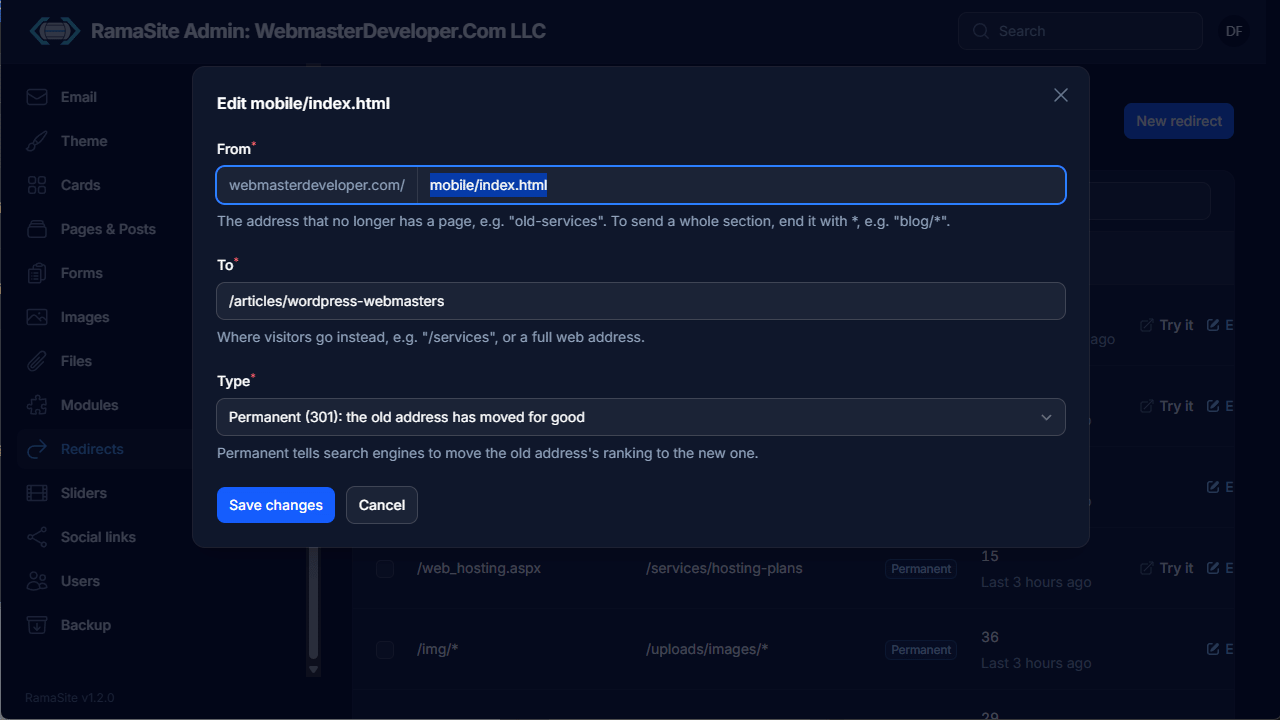 RamaSite Admin: WebmasterDeveloper.Com LLC
Search
DF
Email
Theme
Cards
Pages & Posts
Forms
Images
Files
Modules
Redirects
Sliders
Social links
Users
Backup
RamaSite v1.2.0
New redirect
Edit mobile/index.html
From*
webmasterdeveloper.com/ mobile/index.html
The address that no longer has a page, e.g. "old-services". To send a whole section, end it with *, e.g. "blog/*".
To*
/articles/wordpress-webmasters
Where visitors go instead, e.g. "/services", or a full web address.
Type*
Permanent (301): the old address has moved for good
Permanent tells search engines to move the old address's ranking to the new one.
Save changes Cancel
Try it E
ago
Try it E
E
/web_hosting.aspx /services/hosting-plans Permanent 15 Try it E
Last 3 hours ago
/img/* /uploads/images/* Permanent 36 E
Last 3 hours ago